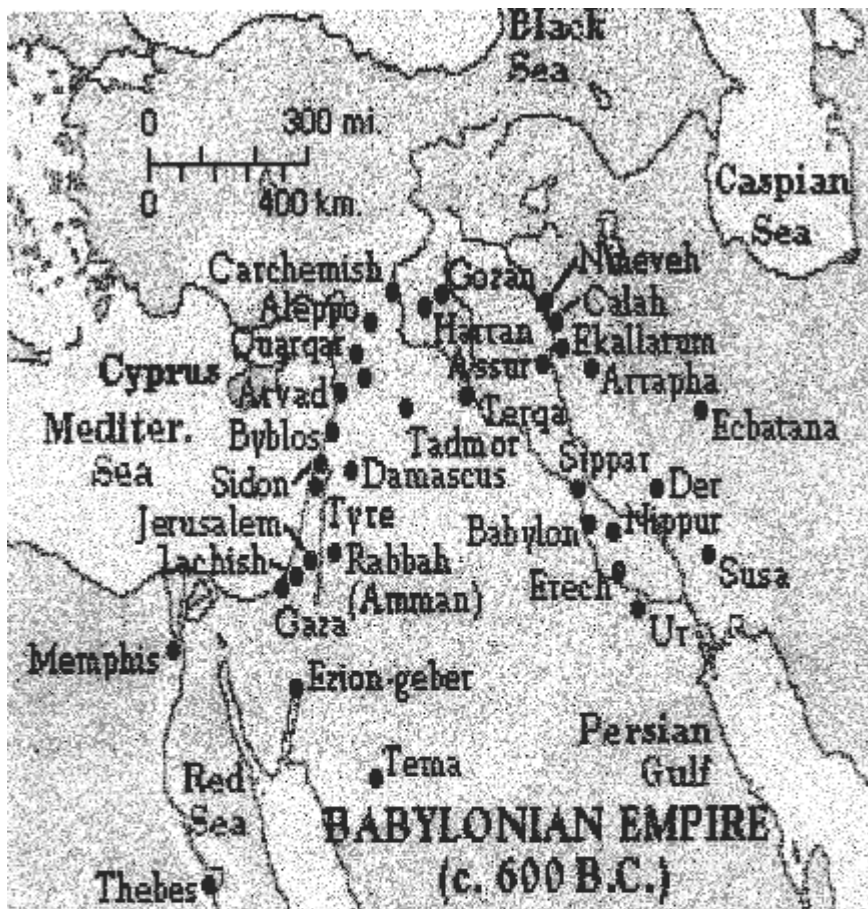 Black
Sea
0 300 mi.
0 400 km.
Caspian
Sea
Carchemish
Gozan
Nineveh
Aleppo
Harran
Calah
Quarqar
Ekallatum
Assur
Cyprus
Arvad
Arrapha
Terqa
Mediter.
Sea
Byblos
Tadmor
Ecbatana
Sippar
Sidon
Damascus
Der
Tyre
Jerusalem
Babylon
Nippur
Lachish
Rabbah
(Amman)
Erech
Susa
Gaza
Ur
Memphis
Ezion-geber
Persian
Gulf
Tema
Red
Sea
BABYLONIAN EMPIRE
(c. 600 B.C.)
Thebes